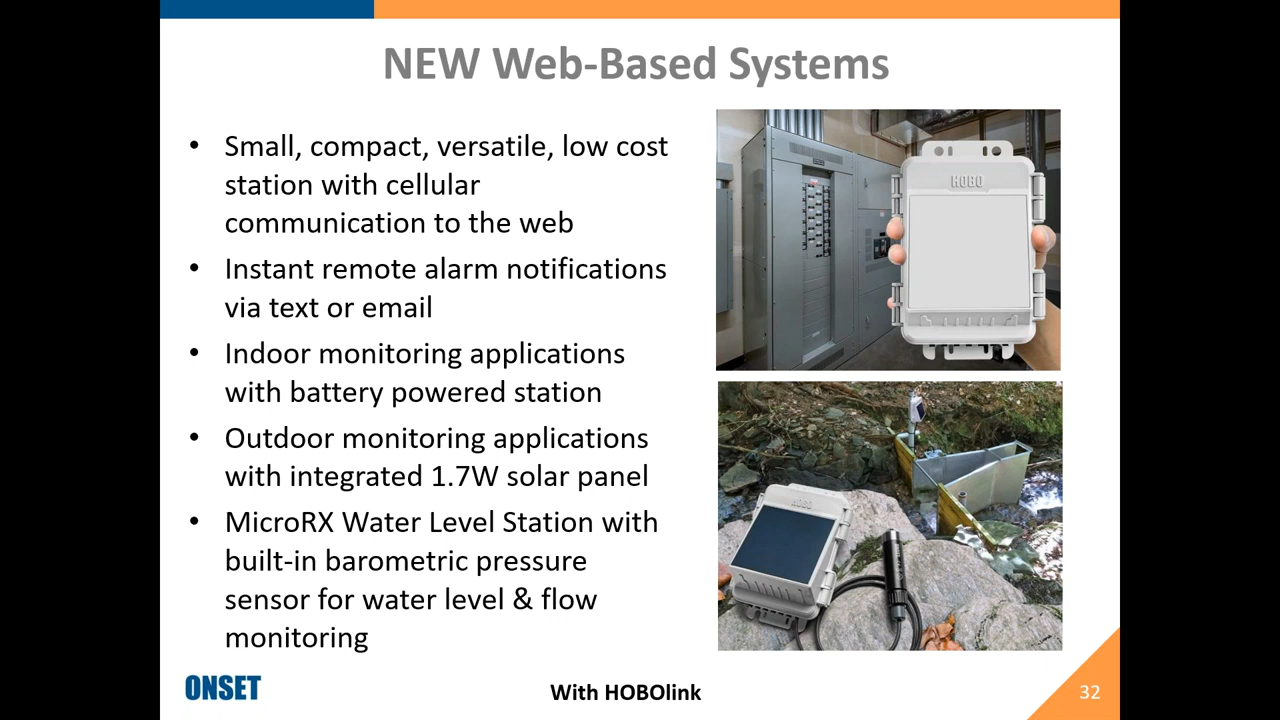 NEW Web-Based Systems
• Small, compact, versatile, low cost
station with cellular
communication to the web
• Instant remote alarm notifications
via text or email
• Indoor monitoring applications
with battery powered station
• Outdoor monitoring applications
with integrated 1.7W solar panel
• MicroRX Water Level Station with
built-in barometric pressure
sensor for water level & flow
monitoring
HOBO
HOBO
ONSET
With HOBOlink
32